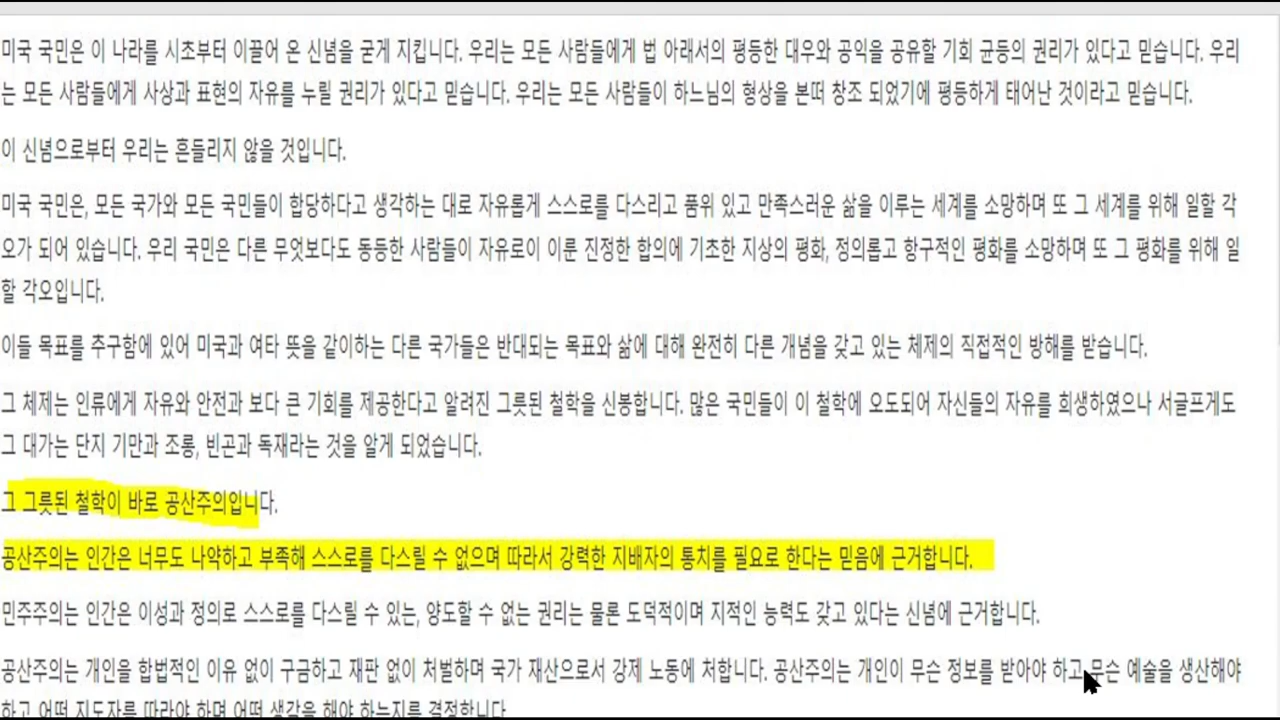 미국 국민은 이 나라를 시초부터 이끌어 온 신념을 굳게 지킵니다. 우리는 모든 사람들에게 법 아래서의 평등한 대우와 공익을 공유할 기회 균등의 권리가 있다고 믿습니다. 우리
는 모든 사람들에게 사상과 표현의 자유를 누릴 권리가 있다고 믿습니다. 우리는 모든 사람들이 하느님의 형상을 본떠 창조 되었기에 평등하게 태어난 것이라고 믿습니다.
이 신념으로부터 우리는 흔들리지 않을 것입니다.
미국 국민은, 모든 국가와 모든 국민들이 합당하다고 생각하는 대로 자유롭게 스스로를 다스리고 품위 있고 만족스러운 삶을 이루는 세계를 소망하며 또 그 세계를 위해 일할 각
오가 되어 있습니다. 우리 국민은 다른 무엇보다도 동등한 사람들이 자유로이 이룬 진정한 합의에 기초한 지상의 평화, 정의롭고 항구적인 평화를 소망하며 또 그 평화를 위해 일
할 각오입니다.
이들 목표를 추구함에 있어 미국과 여타 뜻을 같이하는 다른 국가들은 반대되는 목표와 삶에 대해 완전히 다른 개념을 갖고 있는 체제의 직접적인 방해를 받습니다.
그 체제는 인류에게 자유와 안전과 보다 큰 기회를 제공한다고 알려진 그릇된 철학을 신봉합니다. 많은 국민들이 이 철학에 오도되어 자신들의 자유를 희생하였으나 서글프게도
그 대가는 단지 기만과 조롱, 빈곤과 독재라는 것을 알게 되었습니다.
그 그릇된 철학이 바로 공산주의입니다.
공산주의는 인간은 너무도 나약하고 부족해 스스로를 다스릴 수 없으며 따라서 강력한 지배자의 통치를 필요로 한다는 믿음에 근거합니다.
민주주의는 인간은 이성과 정의로 스스로를 다스릴 수 있는, 양도할 수 없는 권리는 물론 도덕적이며 지적인 능력도 갖고 있다는 신념에 근거합니다.
공산주의는 개인을 합법적인 이유 없이 구금하고 재판 없이 처벌하며 국가 재산으로서 강제 노동에 처합니다. 공산주의는 개인이 무슨 정보를 받아야 하고 무슨 예술을 생산해야
하고 어떤 지도자를 따라야 하며 어떤 생각을 해야 하는지를 결정합니다